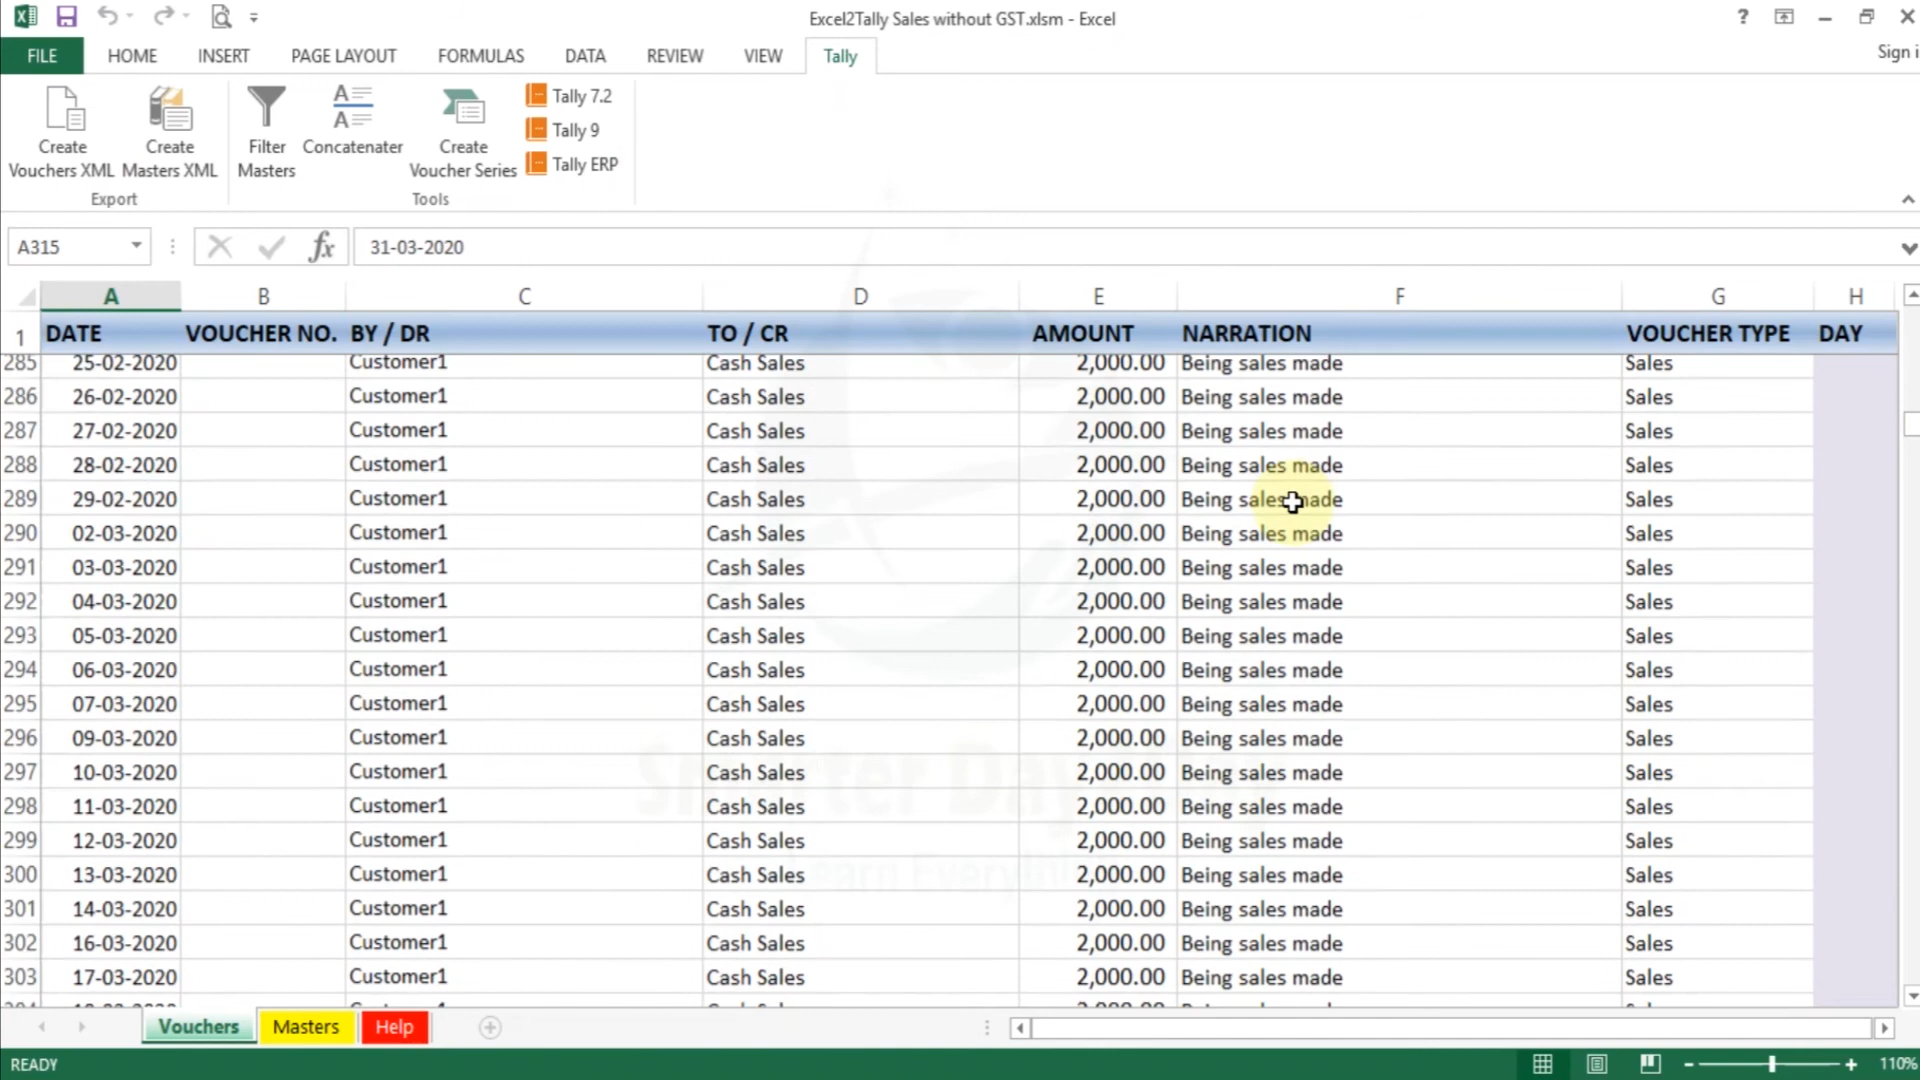 Excel2Tally Sales without GST.xlsm - Excel
FILE HOME INSERT PAGE LAYOUT FORMULAS DATA REVIEW VIEW Tally Sign i
Create Vouchers XML
Create Masters XML
Export
Filter Masters
Concatenater
Create Voucher Series
Tally 7.2
Tally 9
Tally ERP
Tools
A315 fx 31-03-2020
A B C D E F G H
1 DATE VOUCHER NO. BY / DR TO / CR AMOUNT NARRATION VOUCHER TYPE DAY
285 25-02-2020 Customer1 Cash Sales 2,000.00 Being sales made Sales
286 26-02-2020 Customer1 Cash Sales 2,000.00 Being sales made Sales
287 27-02-2020 Customer1 Cash Sales 2,000.00 Being sales made Sales
288 28-02-2020 Customer1 Cash Sales 2,000.00 Being sales made Sales
289 29-02-2020 Customer1 Cash Sales 2,000.00 Being sales made Sales
290 02-03-2020 Customer1 Cash Sales 2,000.00 Being sales made Sales
291 03-03-2020 Customer1 Cash Sales 2,000.00 Being sales made Sales
292 04-03-2020 Customer1 Cash Sales 2,000.00 Being sales made Sales
293 05-03-2020 Customer1 Cash Sales 2,000.00 Being sales made Sales
294 06-03-2020 Customer1 Cash Sales 2,000.00 Being sales made Sales
295 07-03-2020 Customer1 Cash Sales 2,000.00 Being sales made Sales
296 09-03-2020 Customer1 Cash Sales 2,000.00 Being sales made Sales
297 10-03-2020 Customer1 Cash Sales 2,000.00 Being sales made Sales
298 11-03-2020 Customer1 Cash Sales 2,000.00 Being sales made Sales
299 12-03-2020 Customer1 Cash Sales 2,000.00 Being sales made Sales
300 13-03-2020 Customer1 Cash Sales 2,000.00 Being sales made Sales
301 14-03-2020 Customer1 Cash Sales 2,000.00 Being sales made Sales
302 16-03-2020 Customer1 Cash Sales 2,000.00 Being sales made Sales
303 17-03-2020 Customer1 Cash Sales 2,000.00 Being sales made Sales
Vouchers Masters Help
READY 110%